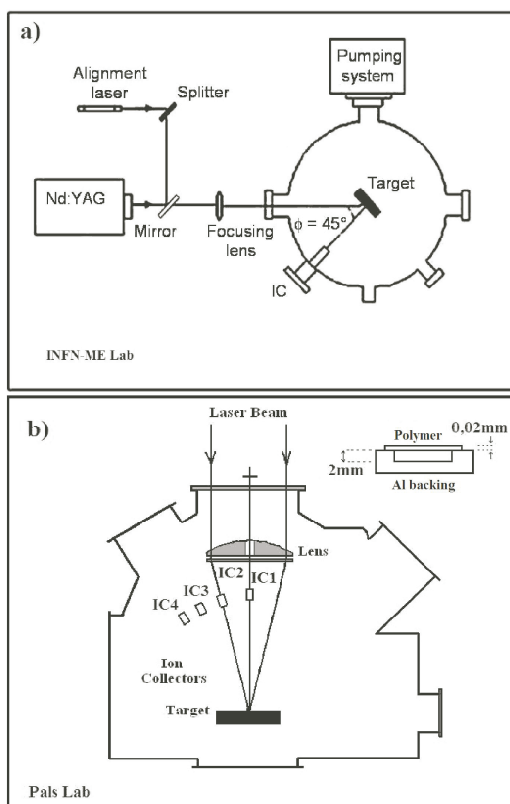 a)
Pumping
system
Alignment
laser
Splitter
Nd:YAG
Target
Mirror
Focusing
lens
ϕ = 45°
IC
INFN-ME Lab
b)
Laser Beam
0,02mm
Polymer
2mm
Al backing
Lens
IC2
IC1
IC3
IC4
Ion
Collectors
Target
Pals Lab